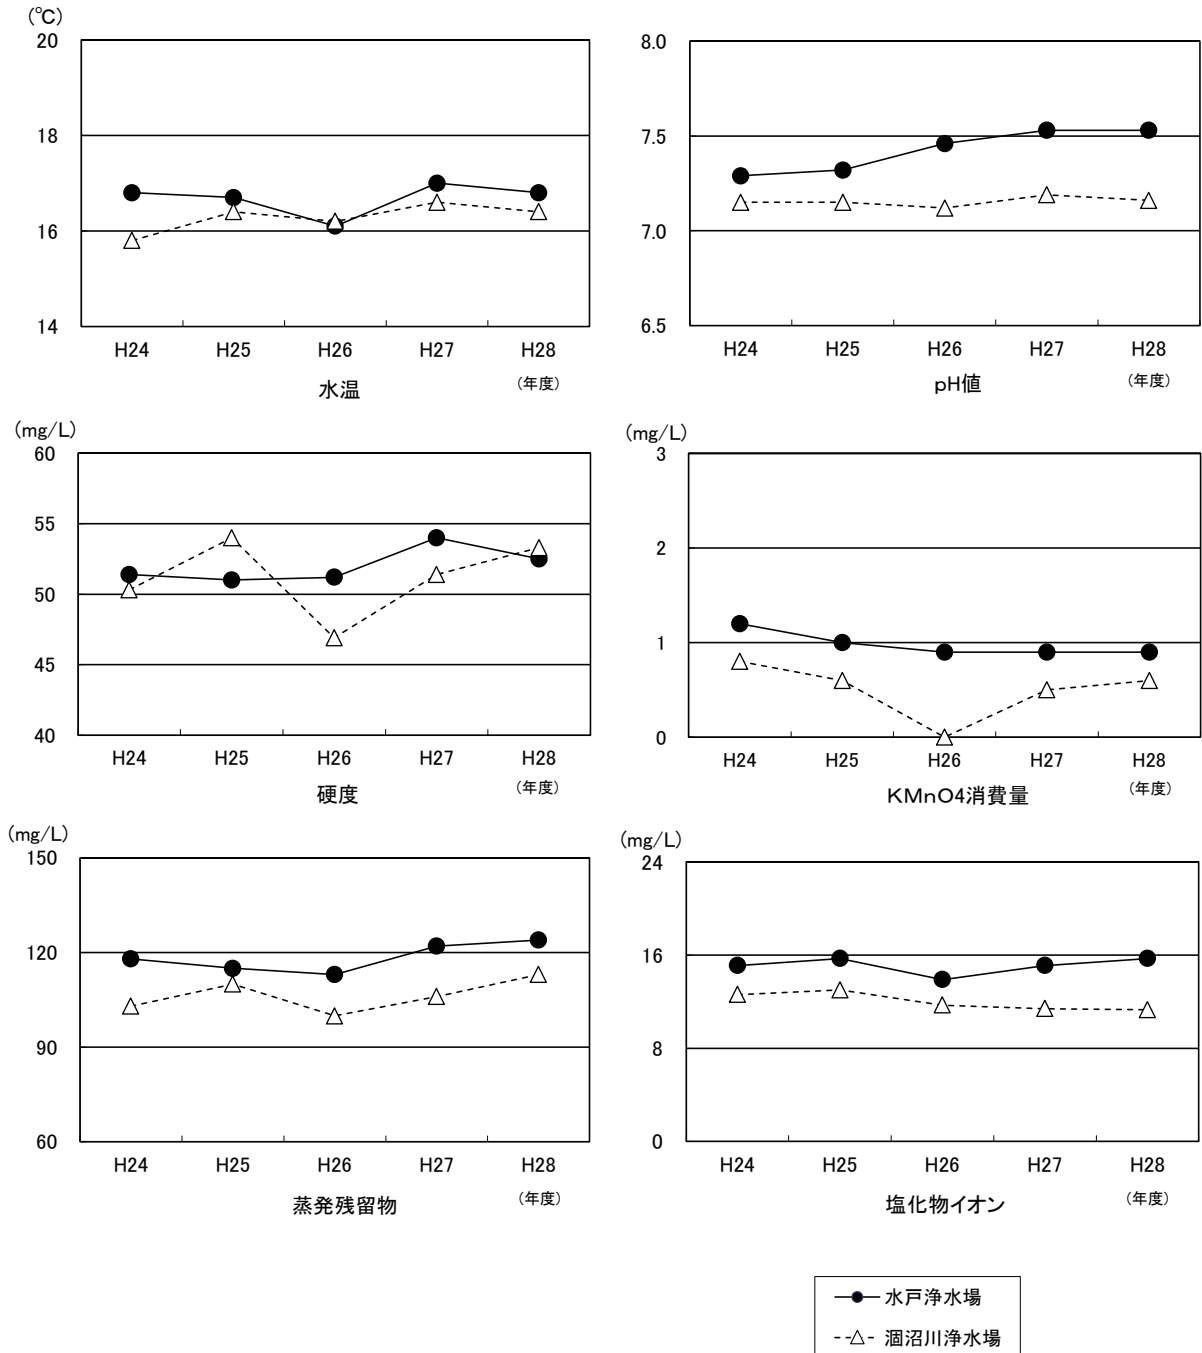 (℃)
20
18
16
14
H24 H25 H26 H27 H28
水温 (年度)
8.0
7.5
7.0
6.5
H24 H25 H26 H27 H28
pH値 (年度)
(mg/L)
60
55
50
45
40
H24 H25 H26 H27 H28
硬度 (年度)
(mg/L)
3
2
1
0
H24 H25 H26 H27 H28
KMnO4消費量 (年度)
(mg/L)
150
120
90
60
H24 H25 H26 H27 H28
蒸発残留物 (年度)
(mg/L)
24
16
8
0
H24 H25 H26 H27 H28
塩化物イオン (年度)
水戸浄水場
涸沼川浄水場